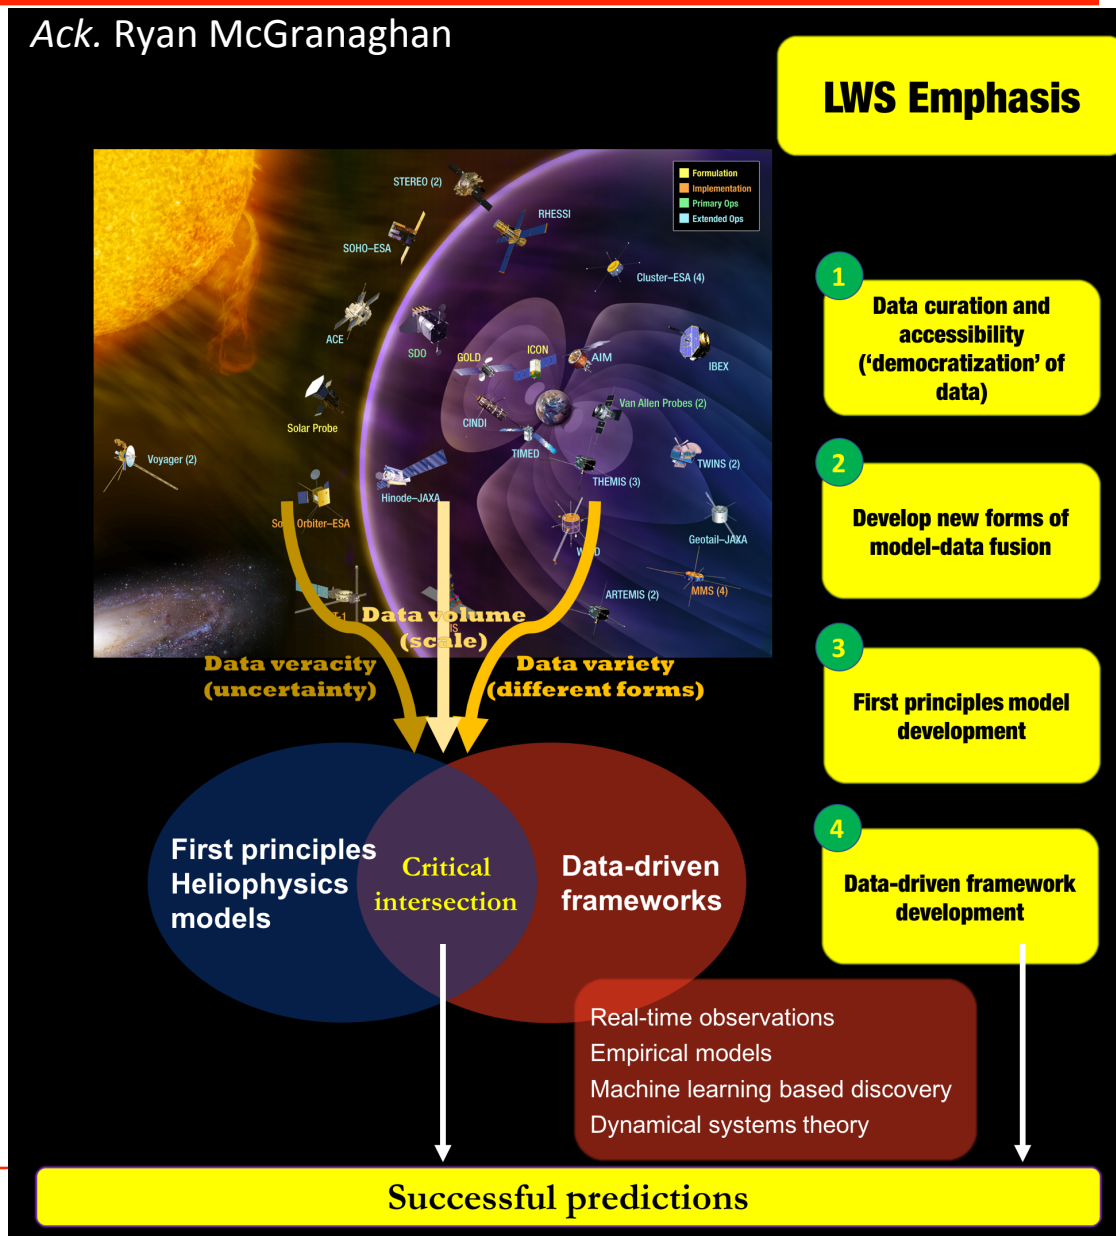 Ack. Ryan McGranaghan
LWS Emphasis
STEREO (2)
Formulation
Implementation
Primary Ops
Extended Ops
RHESSI
SOHO–ESA
Cluster–ESA (4)
ACE
SDO
GOLD
ICON
AIM
IBEX
Solar Probe
CINDI
Van Allen Probes (2)
TIMED
Voyager (2)
Hinode–JAXA
THEMIS (3)
TWINS (2)
Orbiter–ESA
Geotail–JAXA
ARTEMIS (2)
MMS (4)
Data volume
(scale)
Data veracity
(uncertainty)
Data variety
(different forms)
First principles
Heliophysics
models
Critical
intersection
Data-driven
frameworks
Real-time observations
Empirical models
Machine learning based discovery
Dynamical systems theory
1
Data curation and
accessibility
(‘democratization’ of
data)
2
Develop new forms of
model-data fusion
3
First principles model
development
4
Data-driven framework
development
Successful predictions